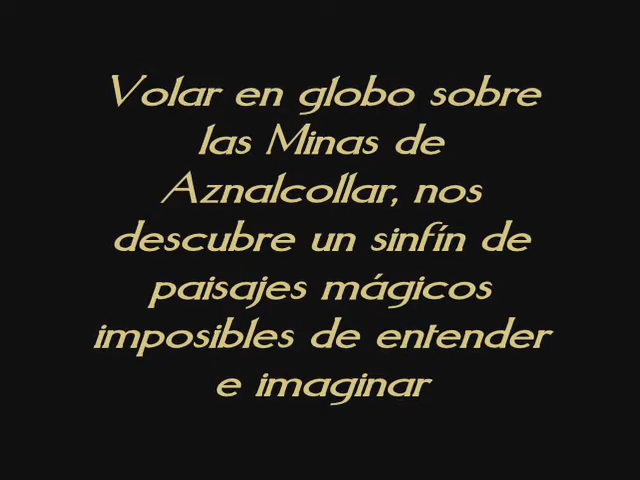 Volar en globo sobre
las Minas de
Aznalcollar, nos
descubre un sinfín de
paisajes mágicos
imposibles de entender
e imaginar